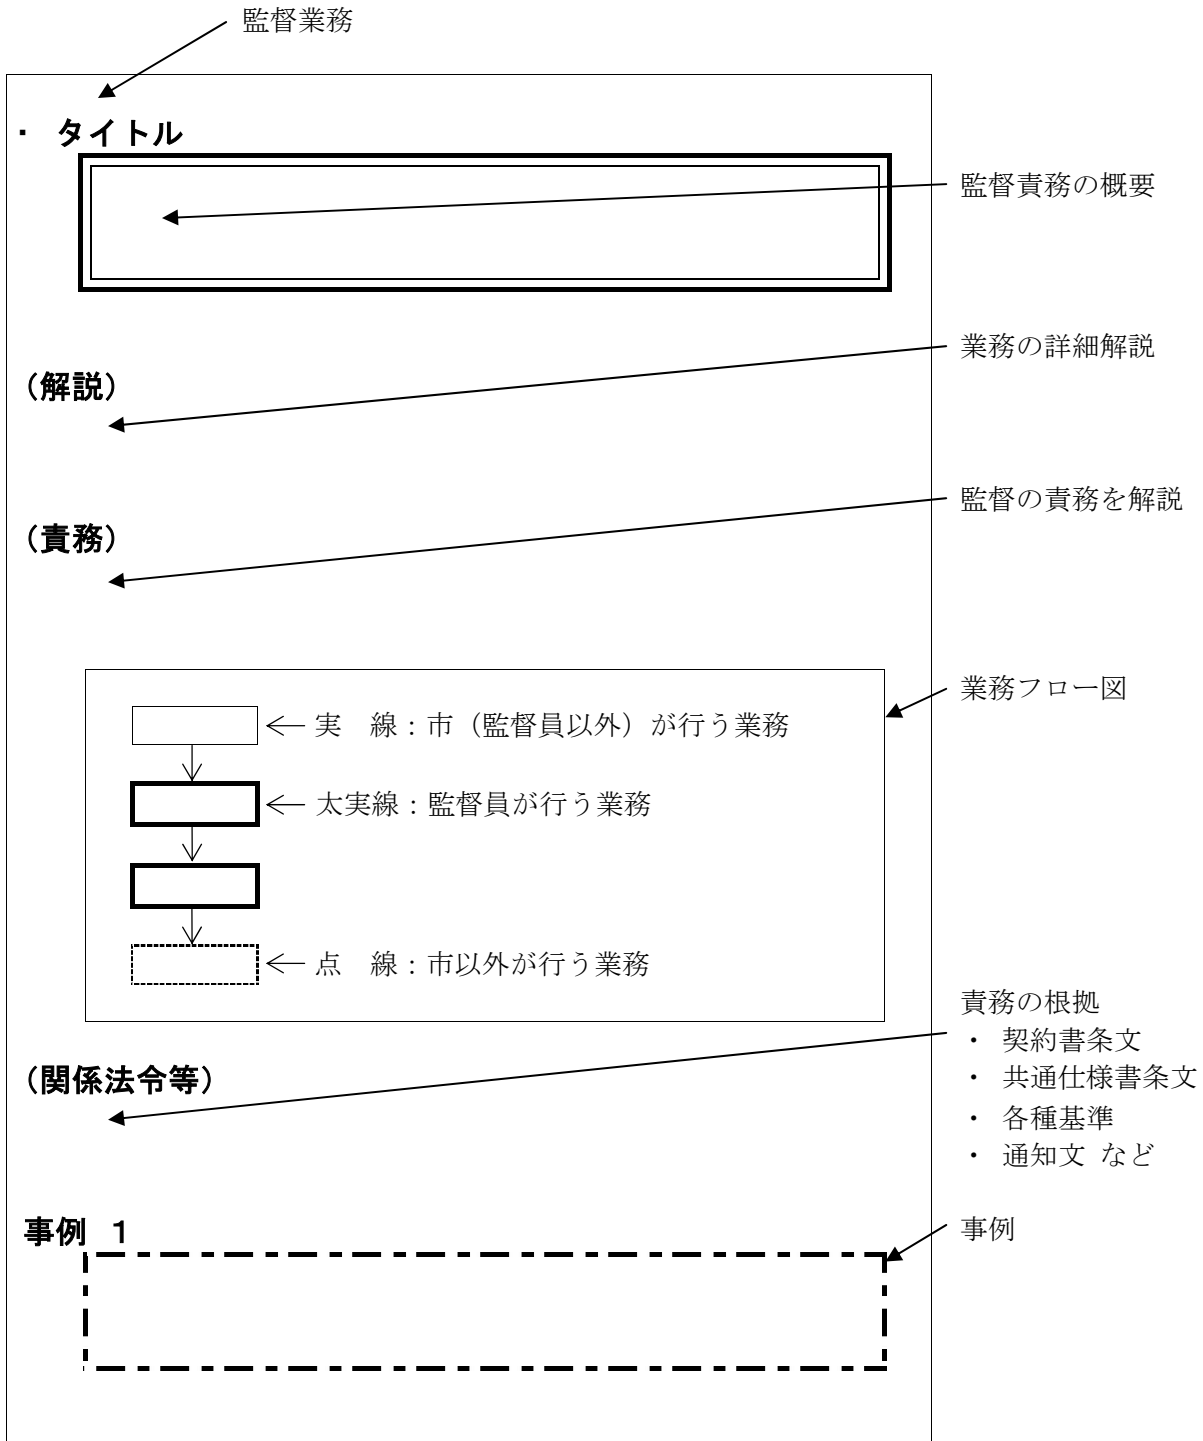 監督業務
・ タイトル
監督責務の概要
業務の詳細解説
(解説)
監督の責務を解説
(責務)
業務フロー図
実　線：市（監督員以外）が行う業務
太実線：監督員が行う業務
点　線：市以外が行う業務
責務の根拠
・ 契約書条文
・ 共通仕様書条文
・ 各種基準
・ 通知文 など
(関係法令等)
事例　1
事例